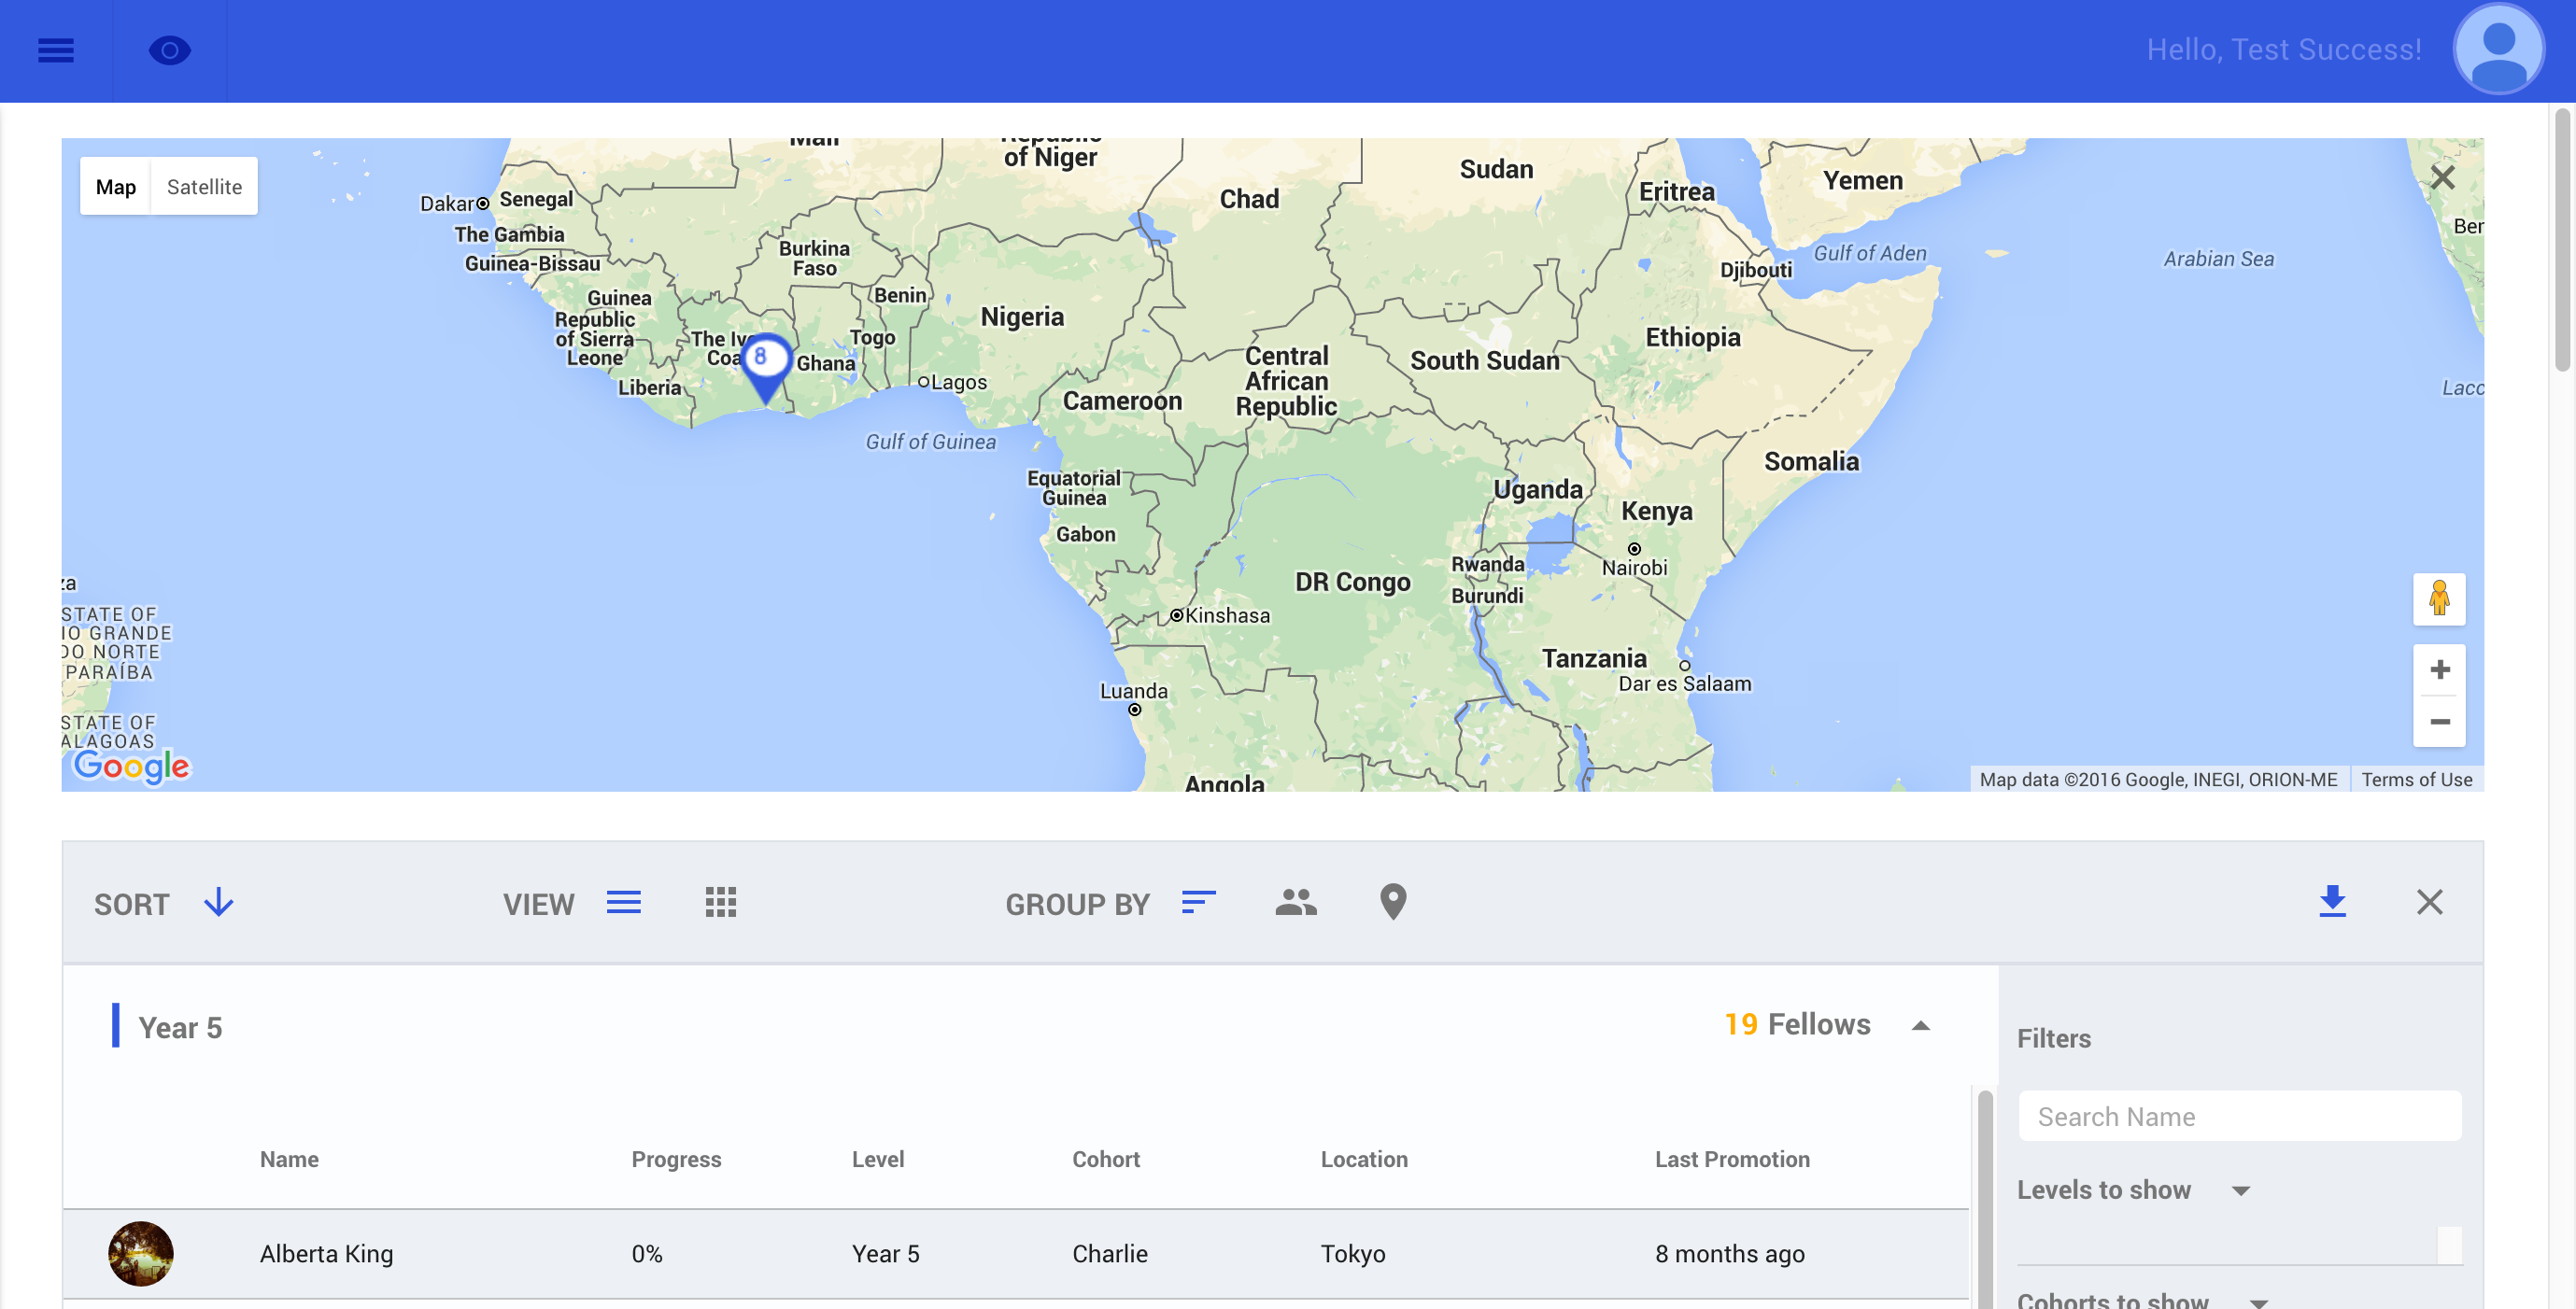 Hello, Test Success!
Map
Satellite
Mali
Republic
of Niger
Chad
Sudan
Eritrea
Yemen
Dakar
Senegal
The Gambia
Guinea-Bissau
Burkina
Faso
Gulf of Aden
Djibouti
Arabian Sea
Ber
Guinea
Benin
Republic
of Sierra
Leone
Nigeria
The Ivo
Coa
8
Togo
Ghana
Ethiopia
Central
African
Republic
South Sudan
Liberia
Lagos
Lacc
Cameroon
Gulf of Guinea
Somalia
Equatorial
Guinea
Uganda
Kenya
Gabon
Rwanda
Nairobi
DR Congo
Burundi
za
STATE OF
IO GRANDE
DO NORTE
PARAÍBA
Kinshasa
Tanzania
Dar es Salaam
Luanda
STATE OF
ALAGOAS
Google
Angola
Map data ©2016 Google, INEGI, ORION-ME
Terms of Use
SORT
VIEW
GROUP BY
Year 5
19 Fellows
Filters
Search Name
Name Progress Level Cohort Location Last Promotion
Levels to show
Alberta King 0% Year 5 Charlie Tokyo 8 months ago
Cohorts to show